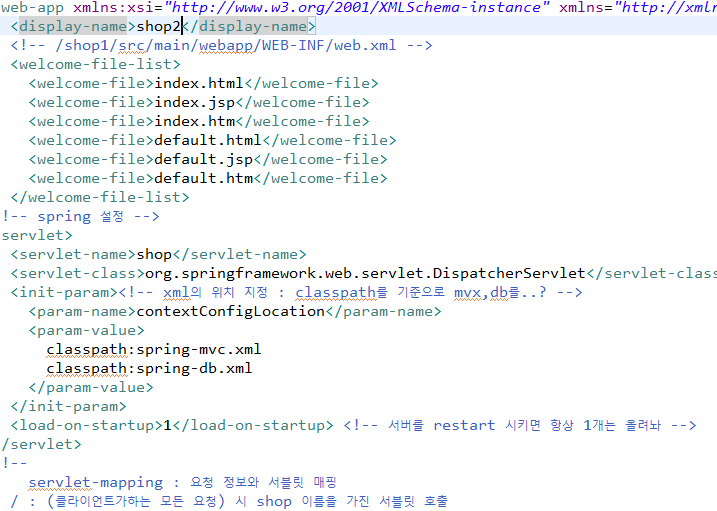 web-app xmlns:xsi="http://www.w3.org/2001/XMLSchema-instance" xmlns="http://xmlr
<display-name>shop2</display-name>
<!-- /shop1/src/main/webapp/WEB-INF/web.xml -->
<welcome-file-list>
<welcome-file>index.html</welcome-file>
<welcome-file>index.jsp</welcome-file>
<welcome-file>index.htm</welcome-file>
<welcome-file>default.html</welcome-file>
<welcome-file>default.jsp</welcome-file>
<welcome-file>default.htm</welcome-file>
</welcome-file-list>
!-- spring 설정 -->
servlet>
<servlet-name>shop</servlet-name>
<servlet-class>org.springframework.web.servlet.DispatcherServlet</servlet-class
<init-param><!-- xml의 위치 지정 : classpath를 기준으로 mvx,db를..? -->
<param-name>contextConfigLocation</param-name>
<param-value>
classpath:spring-mvc.xml
classpath:spring-db.xml
</param-value>
</init-param>
<load-on-startup>1</load-on-startup> <!-- 서버를 restart 시키면 항상 1개는 올려놔 -->
/servlet>
!--
servlet-mapping : 요청 정보와 서블릿 매핑
/ : (클라이언트가하는 모든 요청) 시 shop 이름을 가진 서블릿 호출